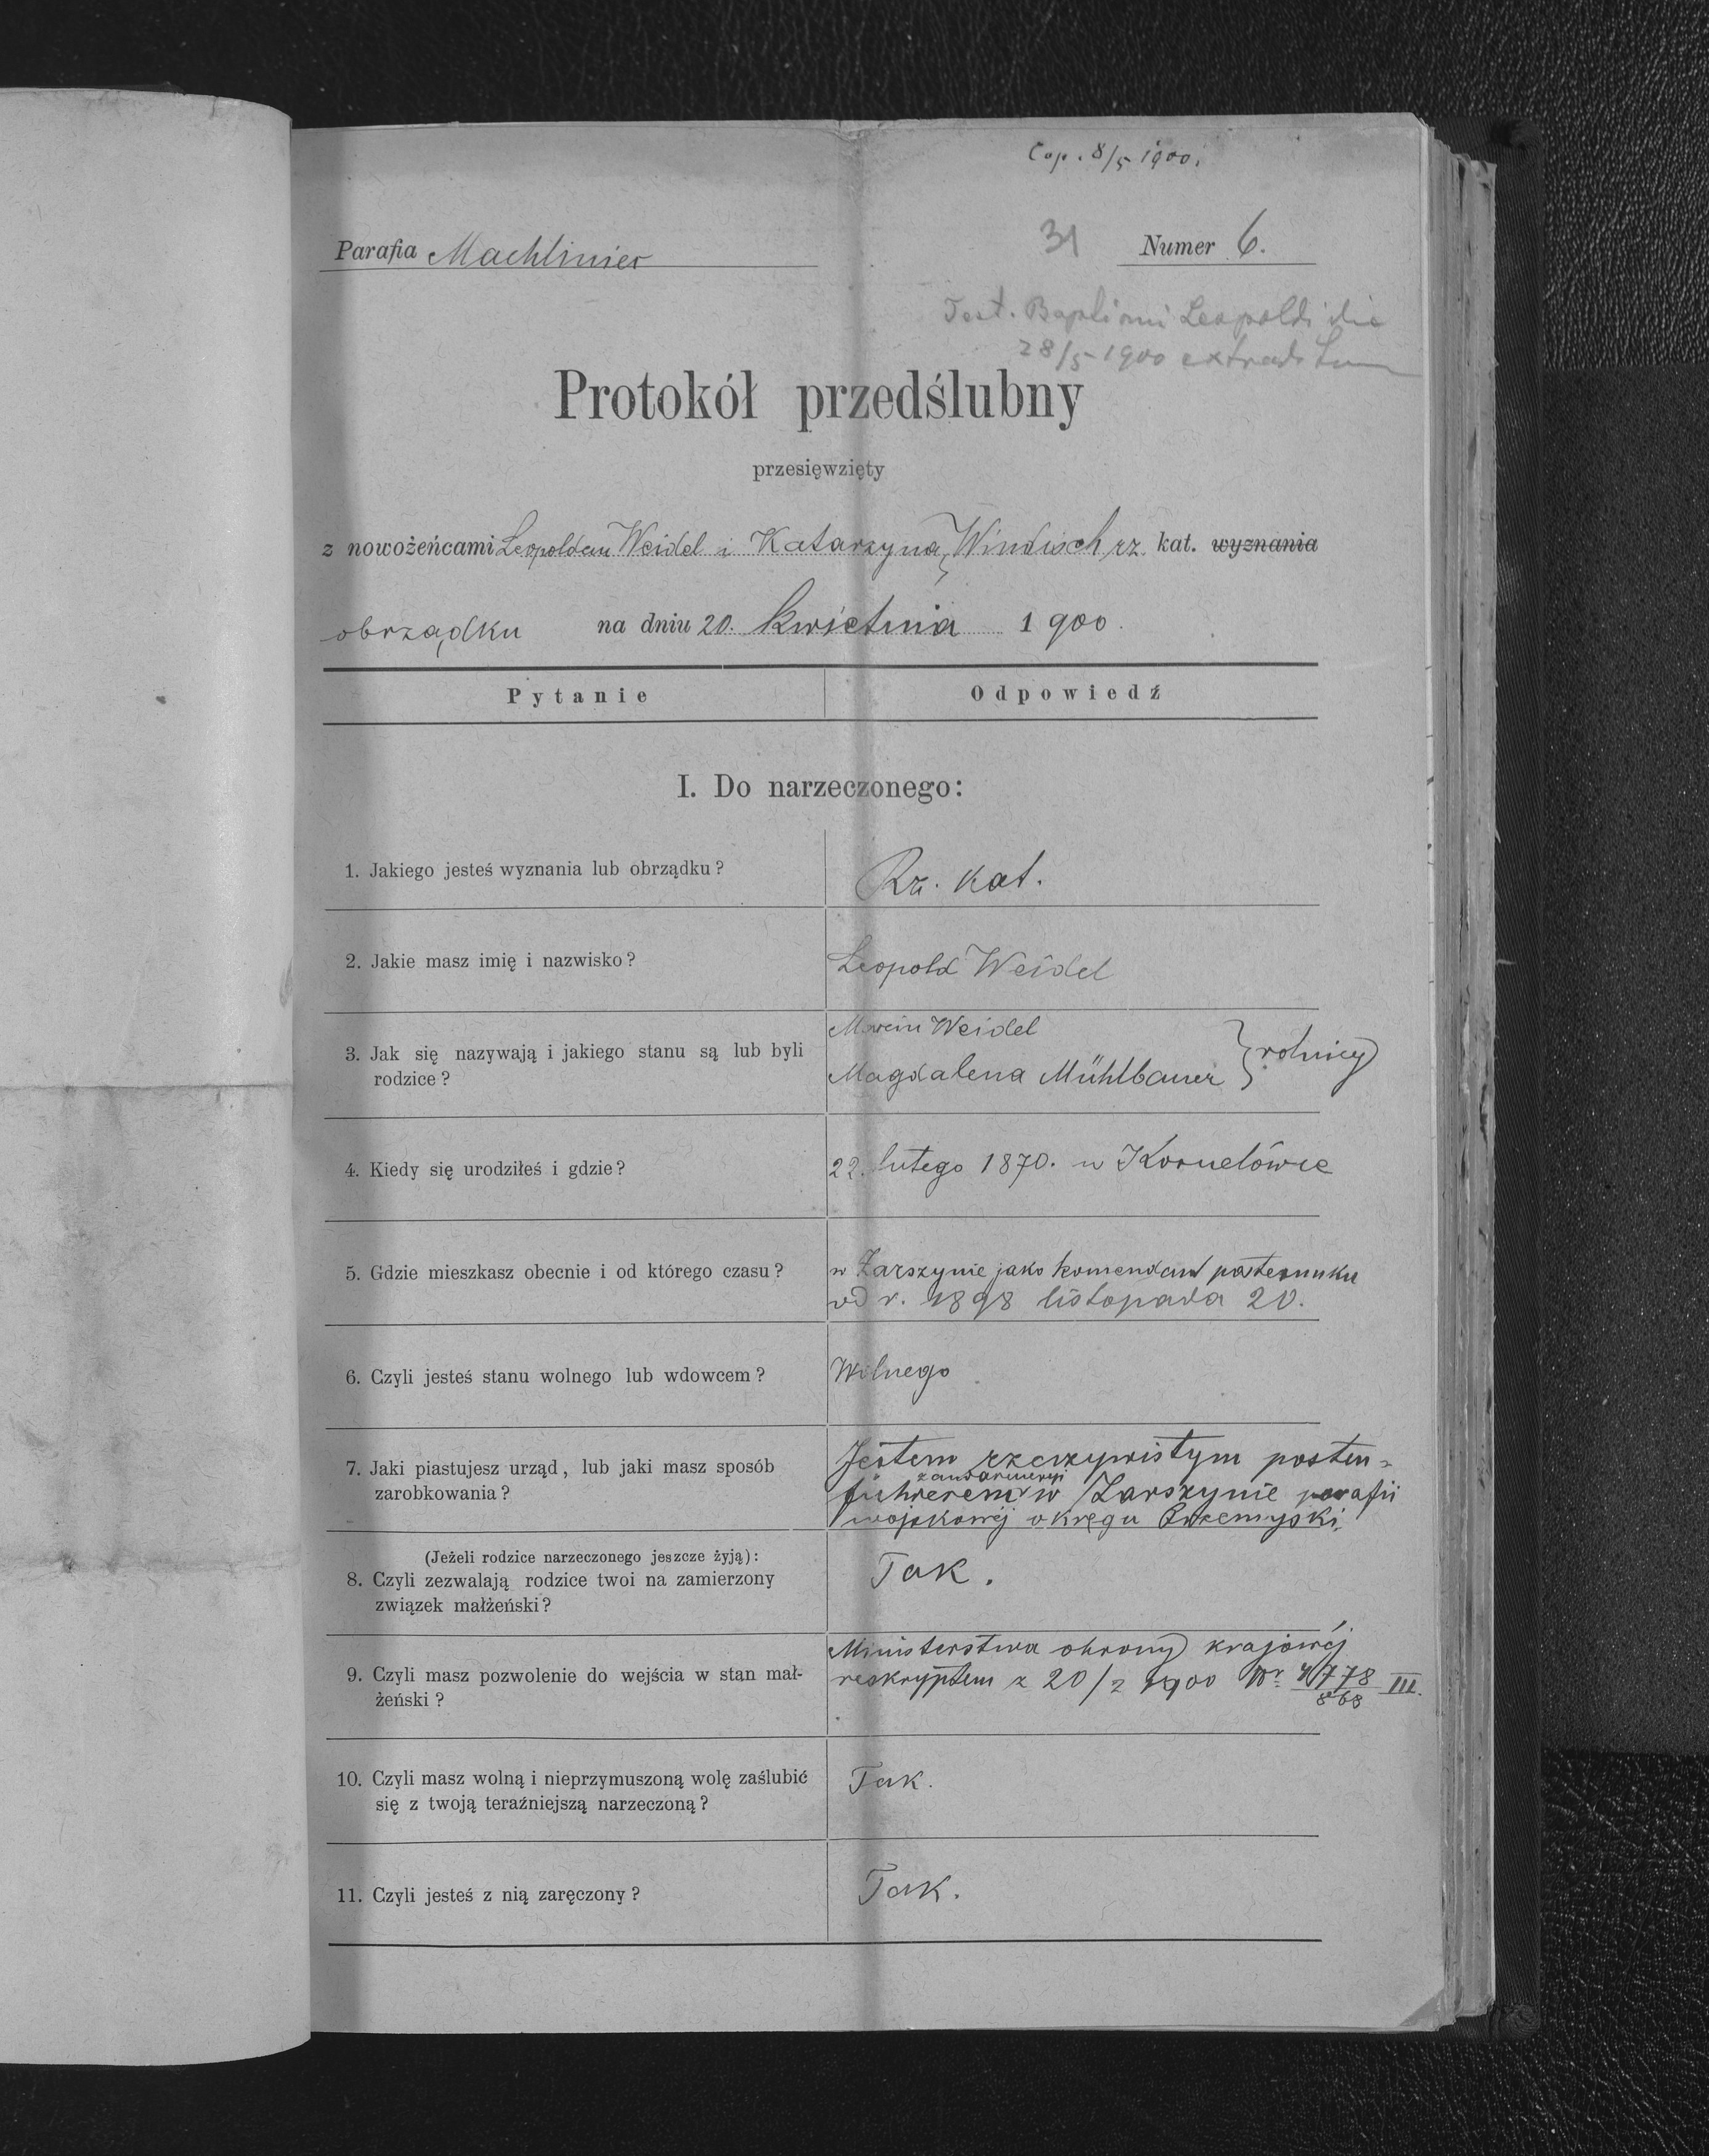 Cop. 8/5 1900.
Parafia Machliniec
31 Numer 6.
Test. Baptismi Leopoldi die
28/5 1900 extradit
Protokół przedślubny
przesięwzięty
z nowożeńcami Leopoldem Weidel i Katarzyną Windisch rz. kat. wyznania
obrządku na dniu 20. kwietnia 1900.
Pytanie Odpowiedź
I. Do narzeczonego:
1. Jakiego jesteś wyznania lub obrządku? Rz. kat.
2. Jakie masz imię i nazwisko? Leopold Weidel
Marcin Weidel
3. Jak się nazywają i jakiego stanu są lub byli
rodzice? Magdalena Mühlbauer } rolnicy
4. Kiedy się urodziłeś i gdzie? 22. lutego 1870. w Kornelówce
5. Gdzie mieszkasz obecnie i od którego czasu? w Zarszynie jako komendant posterunku
od r. 1898 listopada 20.
6. Czyli jesteś stanu wolnego lub wdowcem? Wolnego
7. Jaki piastujesz urząd, lub jaki masz sposób
zarobkowania?
Jestem rzeczywistym posten-
żandarmeryi
führerem w Zarszynie parafii
wojskowéj okręgu Przemyski.
(Jeżeli rodzice narzeczonego jeszcze żyją):
8. Czyli zezwalają rodzice twoi na zamierzony
związek małżeński? Tak.
9. Czyli masz pozwolenie do wejścia w stan mał-
żeński?
Ministerstwa obrony krajowéj
reskryptem z 20/2 1900 Nr. 4778 III.
868
10. Czyli masz wolną i nieprzymuszoną wolę zaślubić
się z twoją teraźniejszą narzeczoną? Tak.
11. Czyli jesteś z nią zaręczony? Tak.